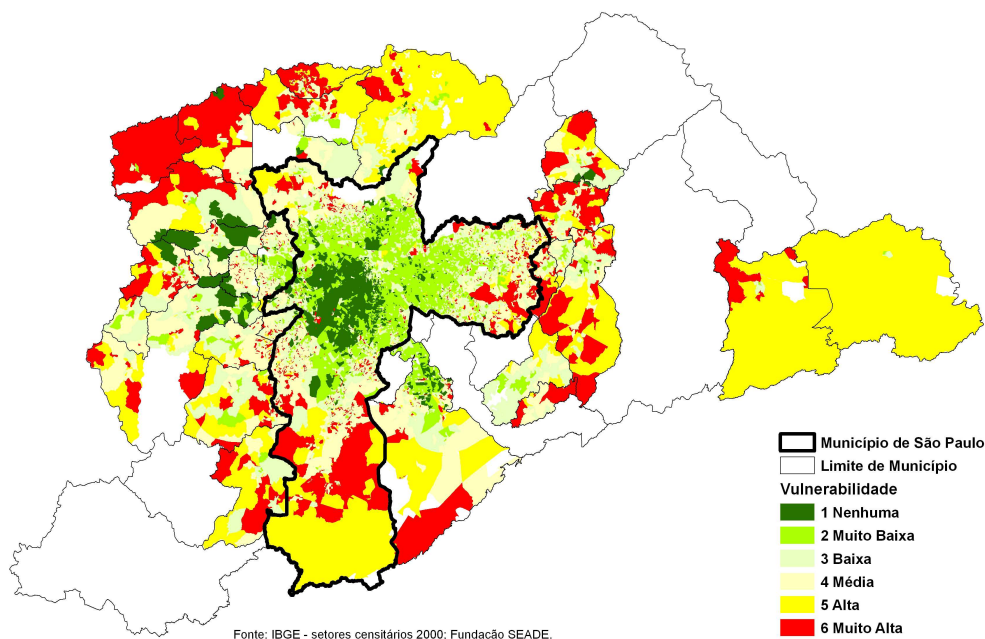 Município de São Paulo
Limite de Município
Vulnerabilidade
1 Nenhuma
2 Muito Baixa
3 Baixa
4 Média
5 Alta
6 Muito Alta
Fonte: IBGE - setores censitários 2000: Fundação SEADE.